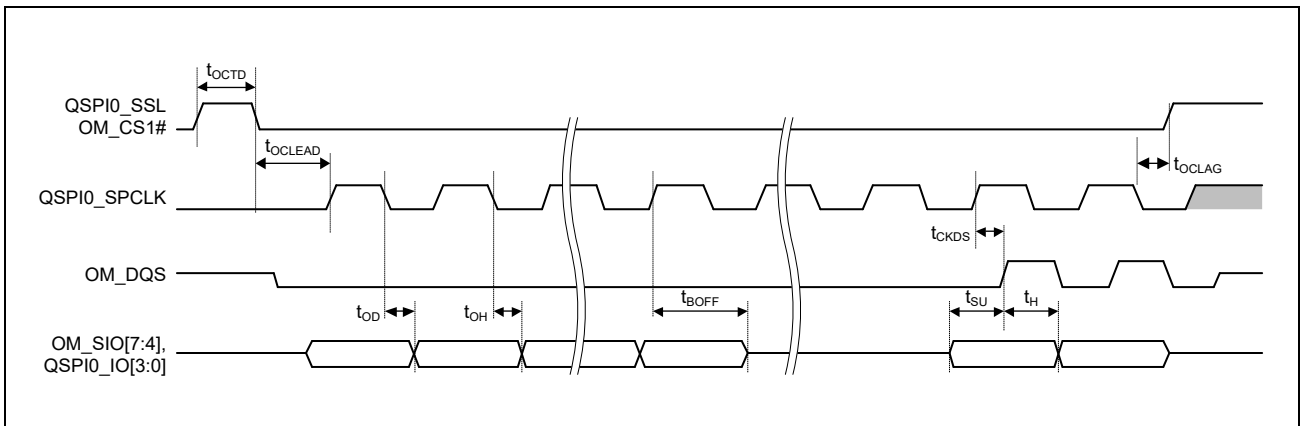 tOCTD
QSPI0_SSL
OM_CS1#
tOCLEAD
tOCLAG
QSPI0_SPCLK
tCKDS
OM_DQS
tOD
tOH
tBOFF
tSU
tH
OM_SIO[7:4],
QSPI0_IO[3:0]